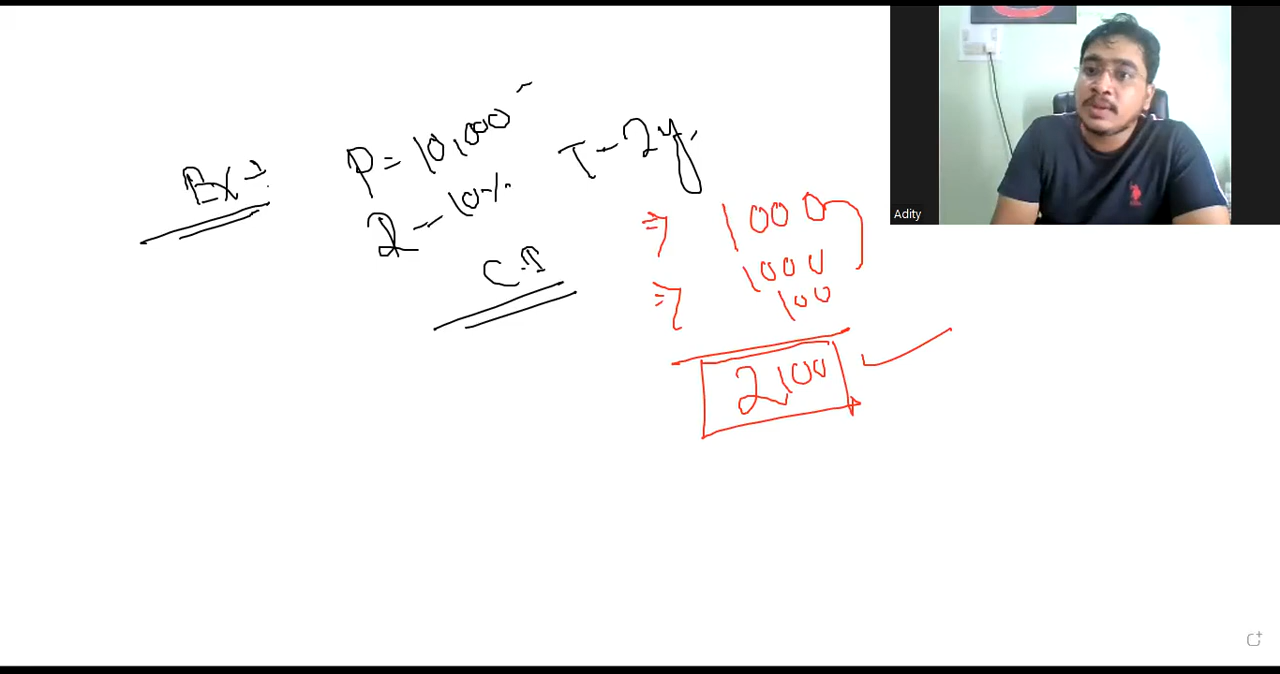 Ex →
P = 10,000
T - 2y.
R - 10%
C.I
⇒ 1000
⇒ 1000
100
2100
Adity